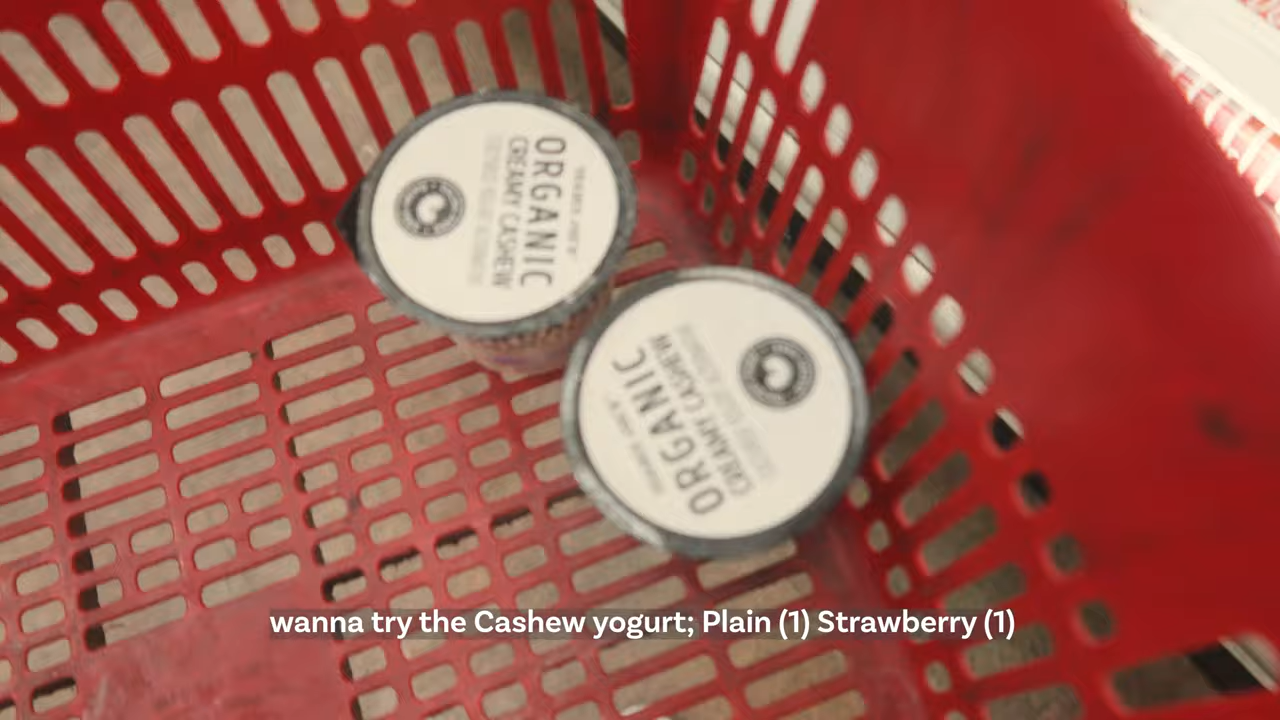 ORGANIC
CREAMY CASHEW
ORGANIC
CREAMY CASHEW
wanna try the Cashew yogurt; Plain (1) Strawberry (1)